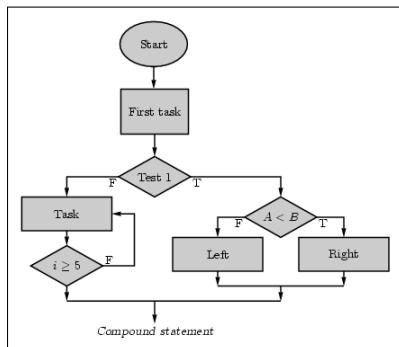 Start
First task
Test 1
F
T
Task
A < B
F
T
Left
Right
i ≥ 5
F
Compound statement